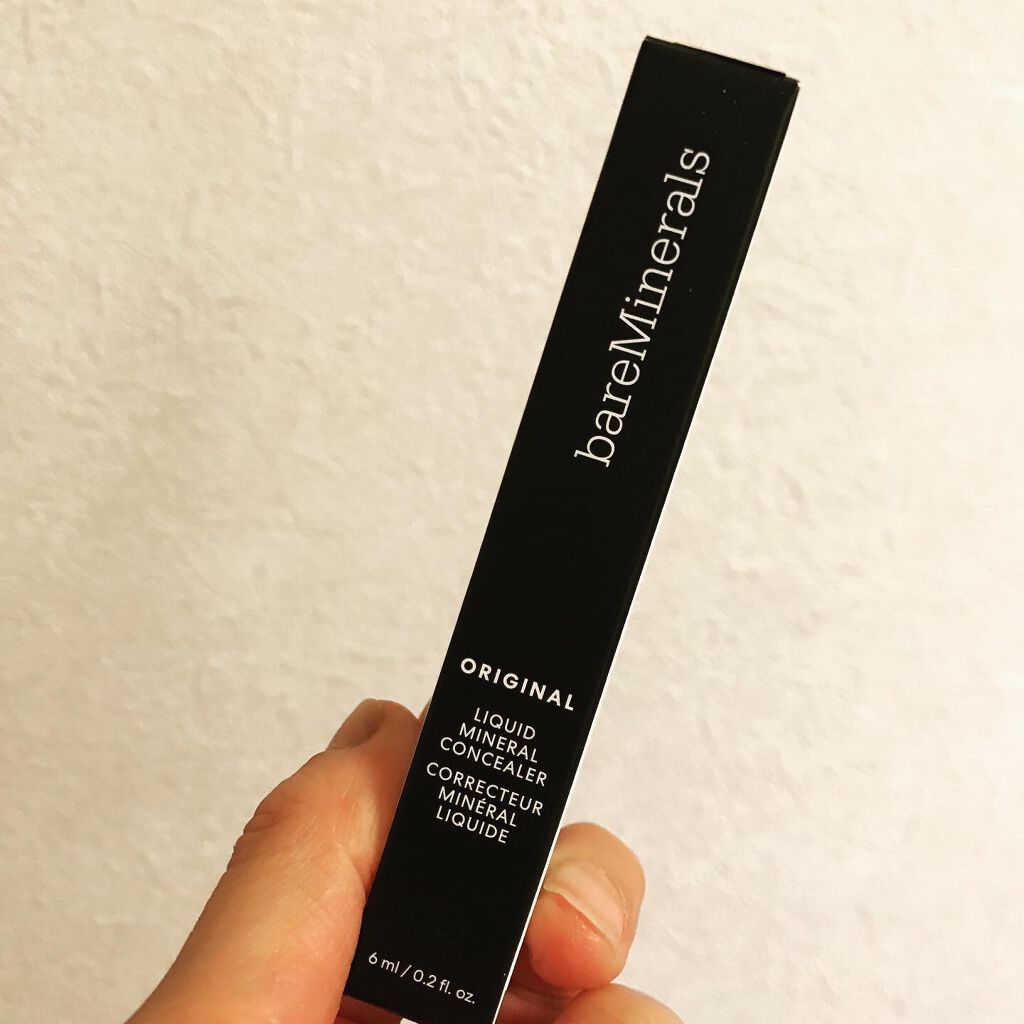 bareMinerals
ORIGINAL
LIQUID
MINERAL
CONCEALER
CORRECTEUR
MINÉRAL
LIQUIDE
6 ml / 0.2 fl. oz.